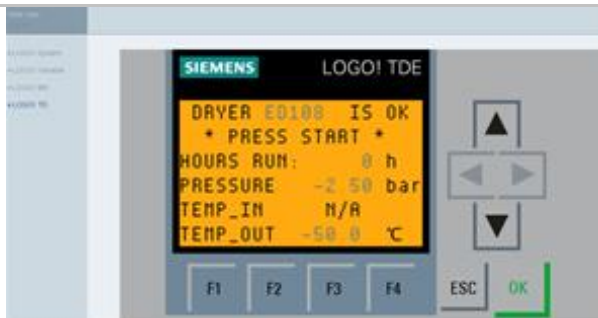 SIEMENS LOGO! TDE
DRYER ED108 IS OK
* PRESS START *
HOURS RUN: 0 h
PRESSURE -2.50 bar
TEMP_IN N/A
TEMP_OUT -50.0 °C
F1 F2 F3 F4 ESC OK